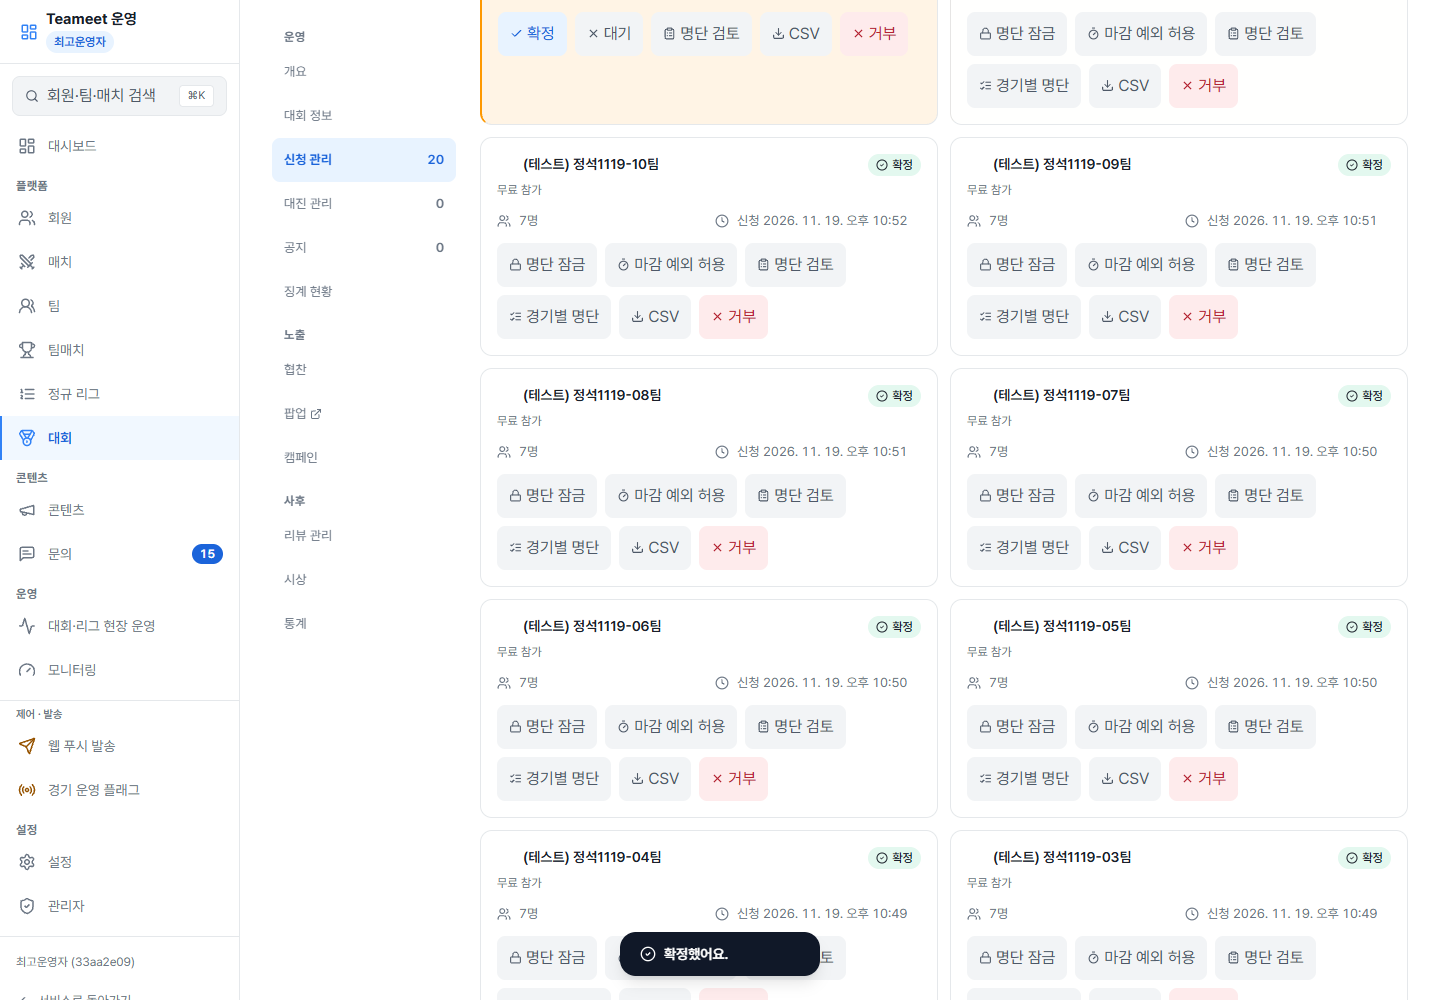 Teameet 운영
최고운영자
회원·팀·매치 검색 ⌘K
대시보드
플랫폼
회원
매치
팀
팀매치
정규 리그
대회
콘텐츠
콘텐츠
문의 15
운영
대회·리그 현장 운영
모니터링
제어 · 발송
웹 푸시 발송
경기 운영 플래그
설정
설정
관리자
최고운영자 (33aa2e09)
운영
개요
대회 정보
신청 관리 20
대진 관리 0
공지 0
징계 현황
노출
협찬
팝업
캠페인
사후
리뷰 관리
시상
통계
확정 대기 명단 검토 CSV 거부
명단 잠금 마감 예외 허용 명단 검토
경기별 명단 CSV 거부
(테스트) 정석1119-10팀 확정
무료 참가
7명 신청 2026. 11. 19. 오후 10:52
명단 잠금 마감 예외 허용 명단 검토
경기별 명단 CSV 거부
(테스트) 정석1119-09팀 확정
무료 참가
7명 신청 2026. 11. 19. 오후 10:51
명단 잠금 마감 예외 허용 명단 검토
경기별 명단 CSV 거부
(테스트) 정석1119-08팀 확정
무료 참가
7명 신청 2026. 11. 19. 오후 10:51
명단 잠금 마감 예외 허용 명단 검토
경기별 명단 CSV 거부
(테스트) 정석1119-07팀 확정
무료 참가
7명 신청 2026. 11. 19. 오후 10:50
명단 잠금 마감 예외 허용 명단 검토
경기별 명단 CSV 거부
(테스트) 정석1119-06팀 확정
무료 참가
7명 신청 2026. 11. 19. 오후 10:50
명단 잠금 마감 예외 허용 명단 검토
경기별 명단 CSV 거부
(테스트) 정석1119-05팀 확정
무료 참가
7명 신청 2026. 11. 19. 오후 10:50
명단 잠금 마감 예외 허용 명단 검토
경기별 명단 CSV 거부
(테스트) 정석1119-04팀 확정
무료 참가
7명 신청 2026. 11. 19. 오후 10:49
명단 잠금
(테스트) 정석1119-03팀 확정
무료 참가
7명 신청 2026. 11. 19. 오후 10:49
명단 잠금 마감 예외 허용 명단 검토
확정했어요.